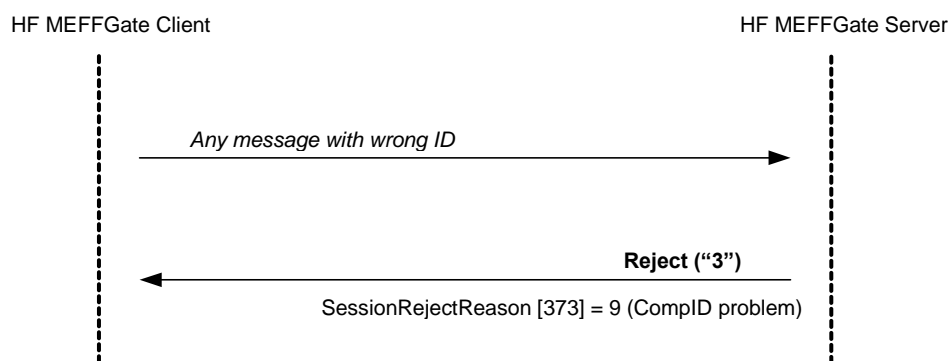 HF MEFFGate Client
HF MEFFGate Server
Any message with wrong ID
Reject (“3”)
SessionRejectReason [373] = 9 (CompID problem)